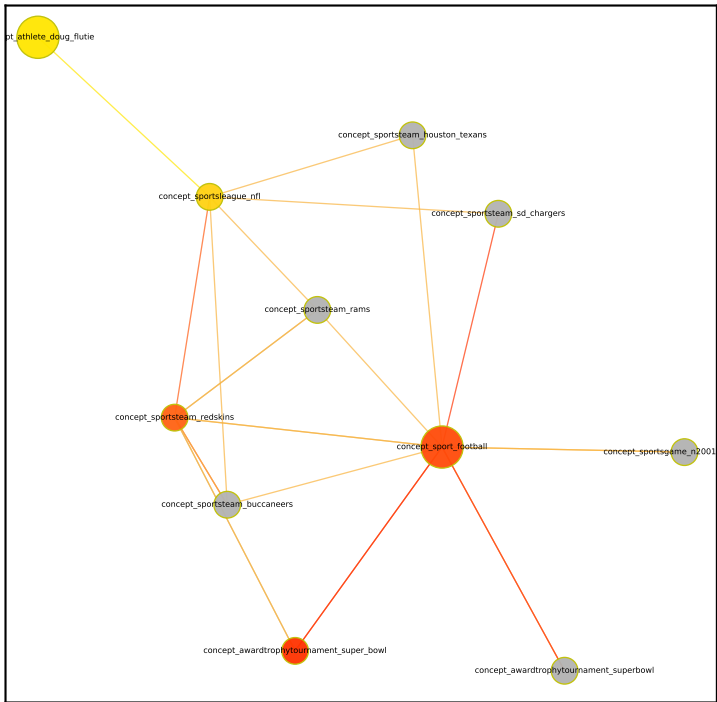 pt_athlete_doug_flutie
concept_sportsteam_houston_texans
concept_sportsleague_nfl
concept_sportsteam_sd_chargers
concept_sportsteam_rams
concept_sportsteam_redskins
concept_sport_football
concept_sportsgame_n2001
concept_sportsteam_buccaneers
concept_awardtrophytournament_super_bowl
concept_awardtrophytournament_superbowl